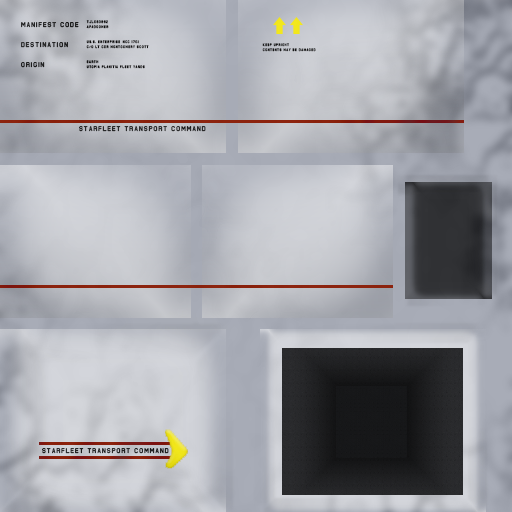 MANIFEST CODE
DESTINATION
U.S.S. ENTERPRISE NCC 1701
C/O LT CDR MONTGOMERY SCOTT
ORIGIN
EARTH
UTOPIA PLANITIA FLEET YARDS
KEEP UPRIGHT
CONTENTS MAY BE DAMAGED
STARFLEET TRANSPORT COMMAND
STARFLEET TRANSPORT COMMAND